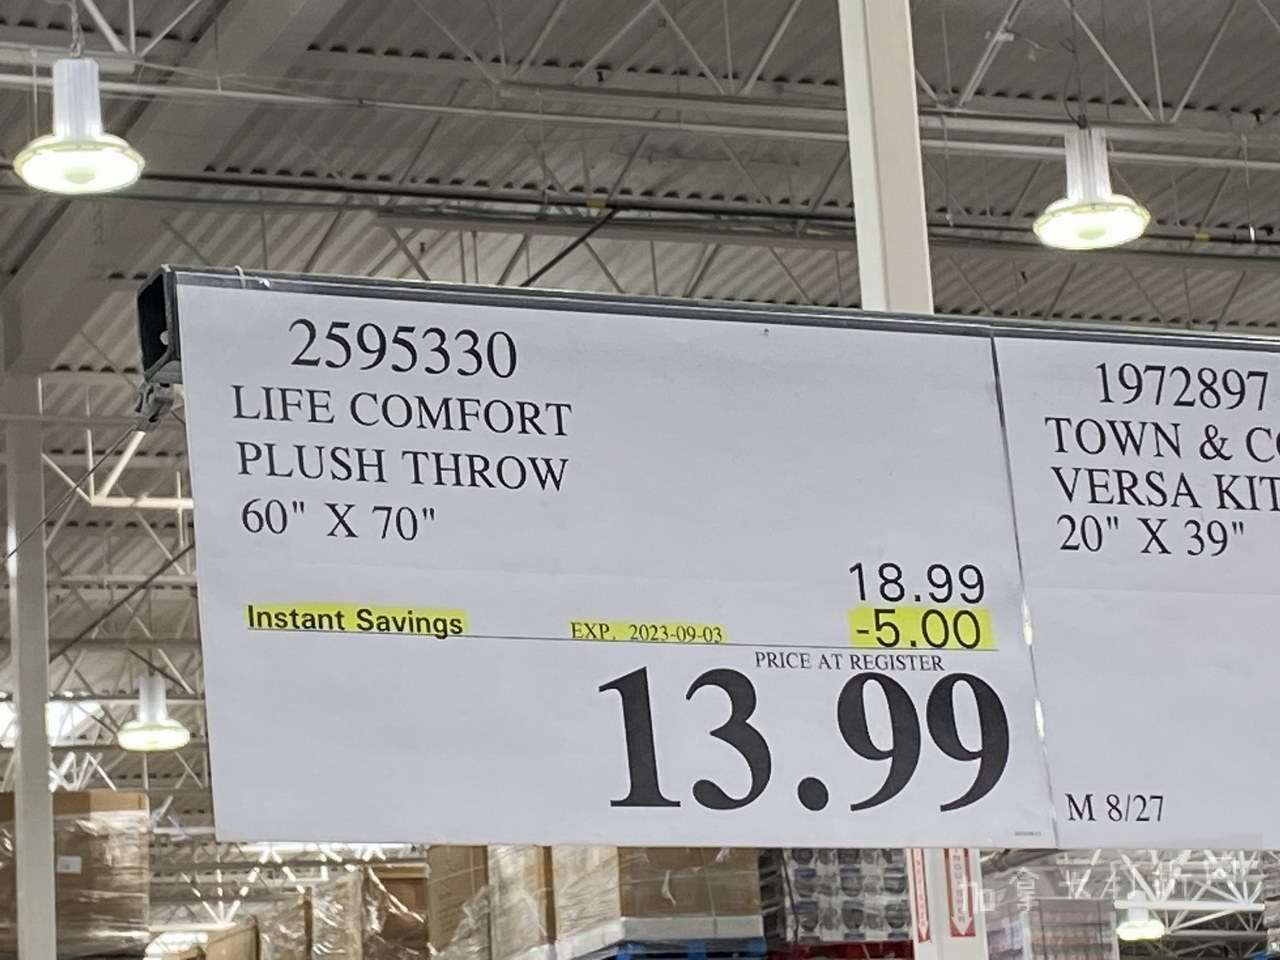 2595330
LIFE COMFORT
PLUSH THROW
60" X 70"
18.99
Instant Savings EXP. 2023-09-03 -5.00
PRICE AT REGISTER
13.99
1972897
TOWN & CO
VERSA KIT
20" X 39"
M 8/27